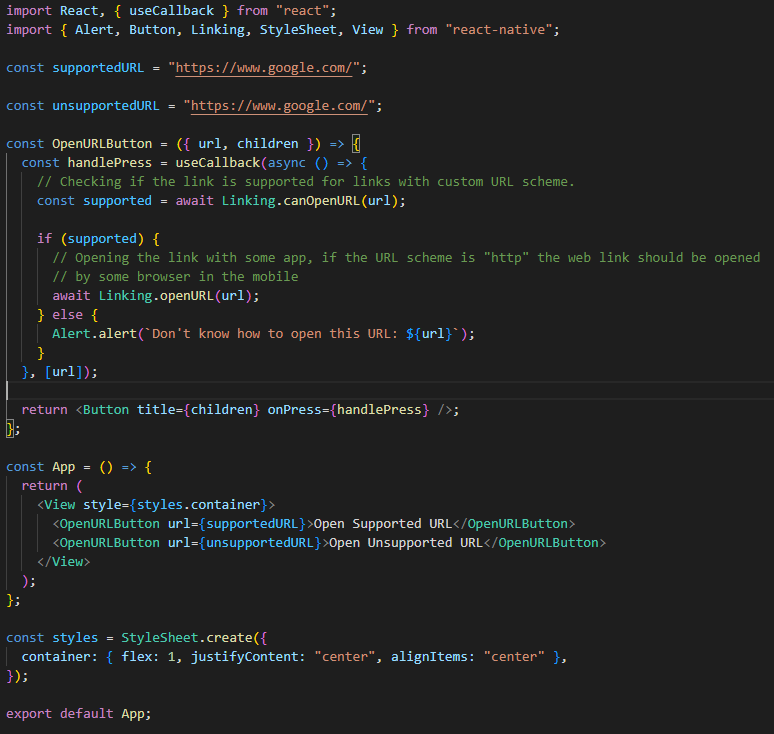 import React, { useCallback } from "react";
import { Alert, Button, Linking, StyleSheet, View } from "react-native";

const supportedURL = "https://www.google.com/";

const unsupportedURL = "https://www.google.com/";

const OpenURLButton = ({ url, children }) => {
  const handlePress = useCallback(async () => {
    // Checking if the link is supported for links with custom URL scheme.
    const supported = await Linking.canOpenURL(url);

    if (supported) {
      // Opening the link with some app, if the URL scheme is "http" the web link should be opened
      // by some browser in the mobile
      await Linking.openURL(url);
    } else {
      Alert.alert(`Don't know how to open this URL: ${url}`);
    }
  }, [url]);

  return <Button title={children} onPress={handlePress} />;
};

const App = () => {
  return (
    <View style={styles.container}>
      <OpenURLButton url={supportedURL}>Open Supported URL</OpenURLButton>
      <OpenURLButton url={unsupportedURL}>Open Unsupported URL</OpenURLButton>
    </View>
  );
};

const styles = StyleSheet.create({
  container: { flex: 1, justifyContent: "center", alignItems: "center" },
});

export default App;